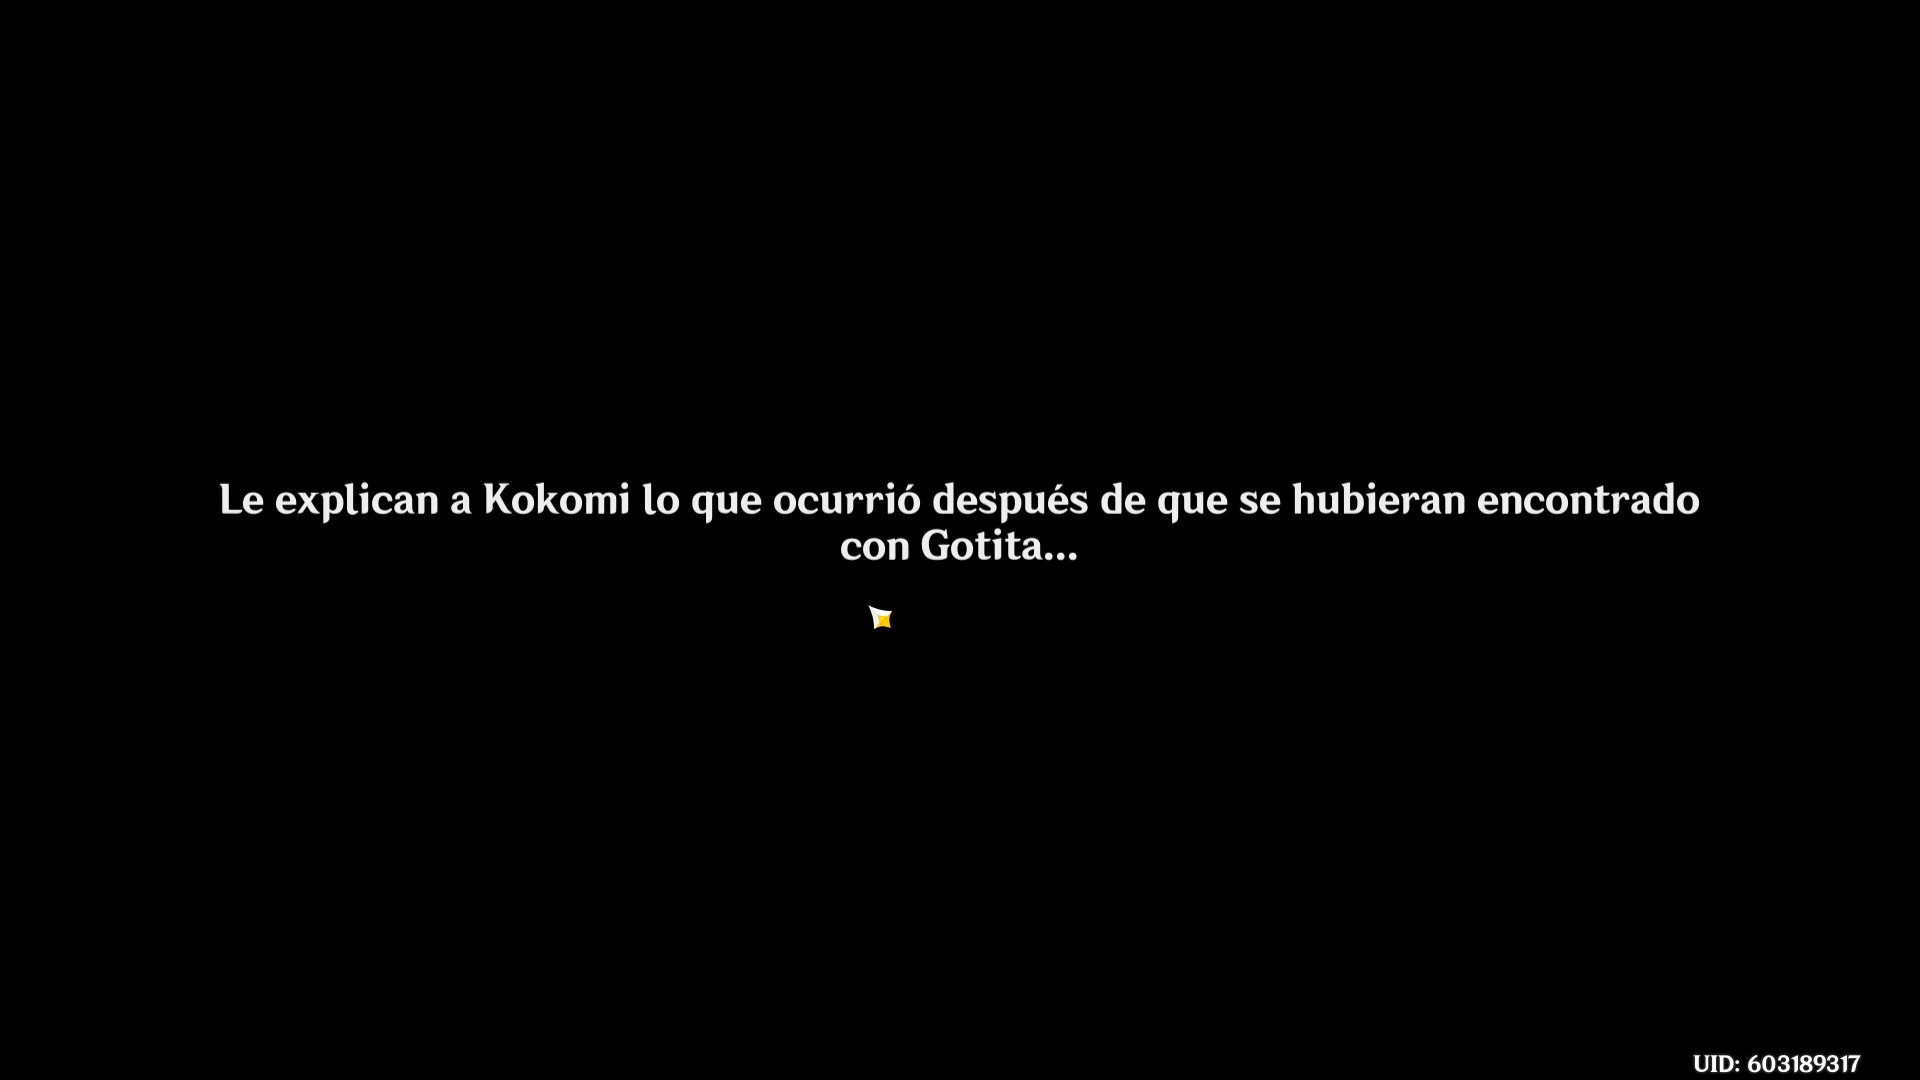 Le explican a Kokomi lo que ocurrió después de que se hubieran encontrado
con Gotita...
UID: 603189317